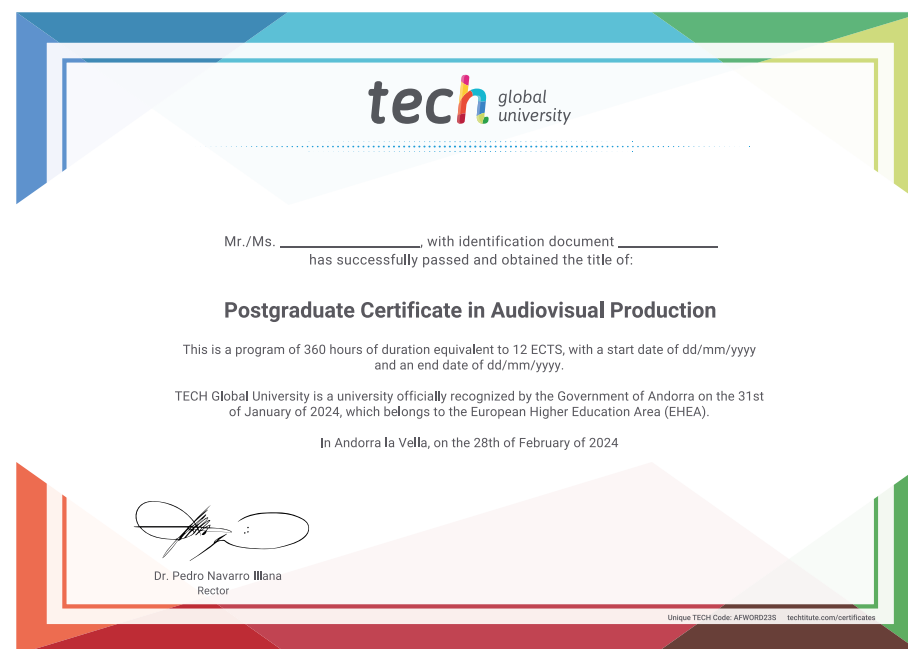 tech global
university
Mr./Ms. ____________________, with identification document ______________
has successfully passed and obtained the title of:
Postgraduate Certificate in Audiovisual Production
This is a program of 360 hours of duration equivalent to 12 ECTS, with a start date of dd/mm/yyyy
and an end date of dd/mm/yyyy.
TECH Global University is a university officially recognized by the Government of Andorra on the 31st
of January of 2024, which belongs to the European Higher Education Area (EHEA).
In Andorra la Vella, on the 28th of February of 2024
Dr. Pedro Navarro Illana
Rector
Unique TECH Code: AFWORD23S techtitute.com/certificates